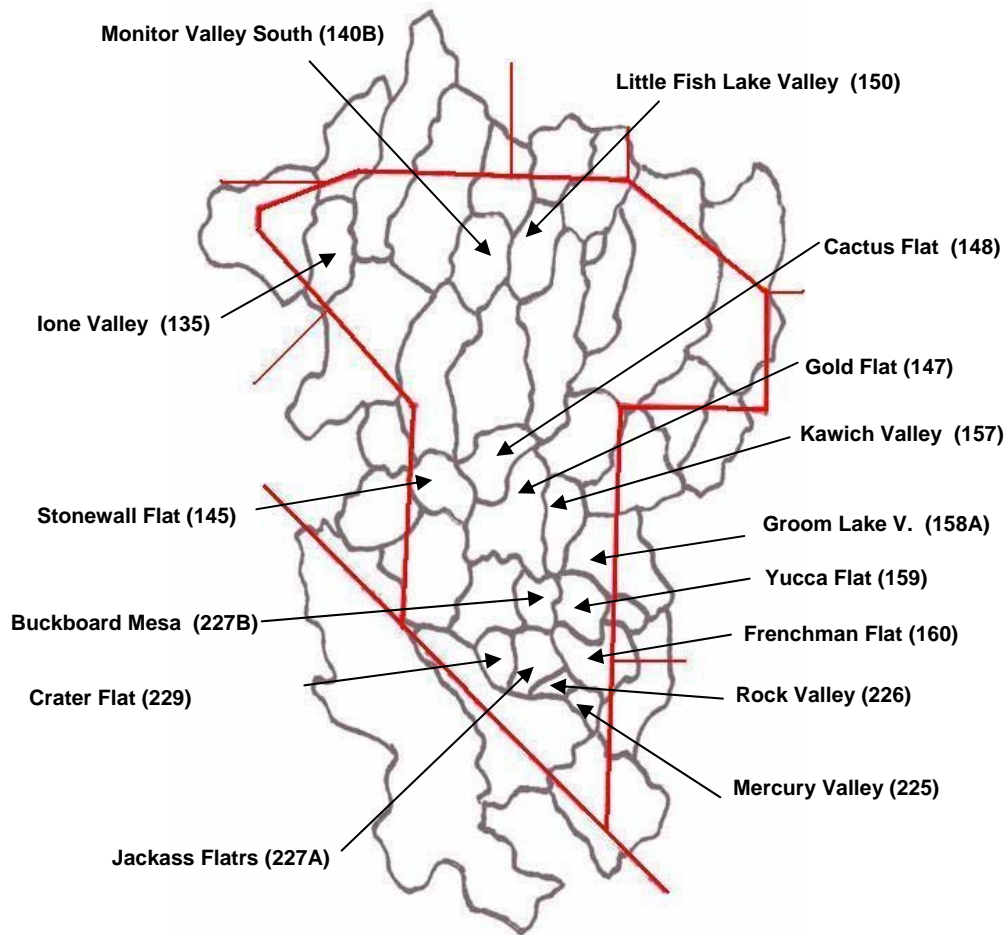 Monitor Valley South (140B)
Little Fish Lake Valley (150)
Cactus Flat (148)
Ione Valley (135)
Gold Flat (147)
Kawich Valley (157)
Stonewall Flat (145)
Groom Lake V. (158A)
Yucca Flat (159)
Buckboard Mesa (227B)
Frenchman Flat (160)
Crater Flat (229)
Rock Valley (226)
Mercury Valley (225)
Jackass Flatrs (227A)